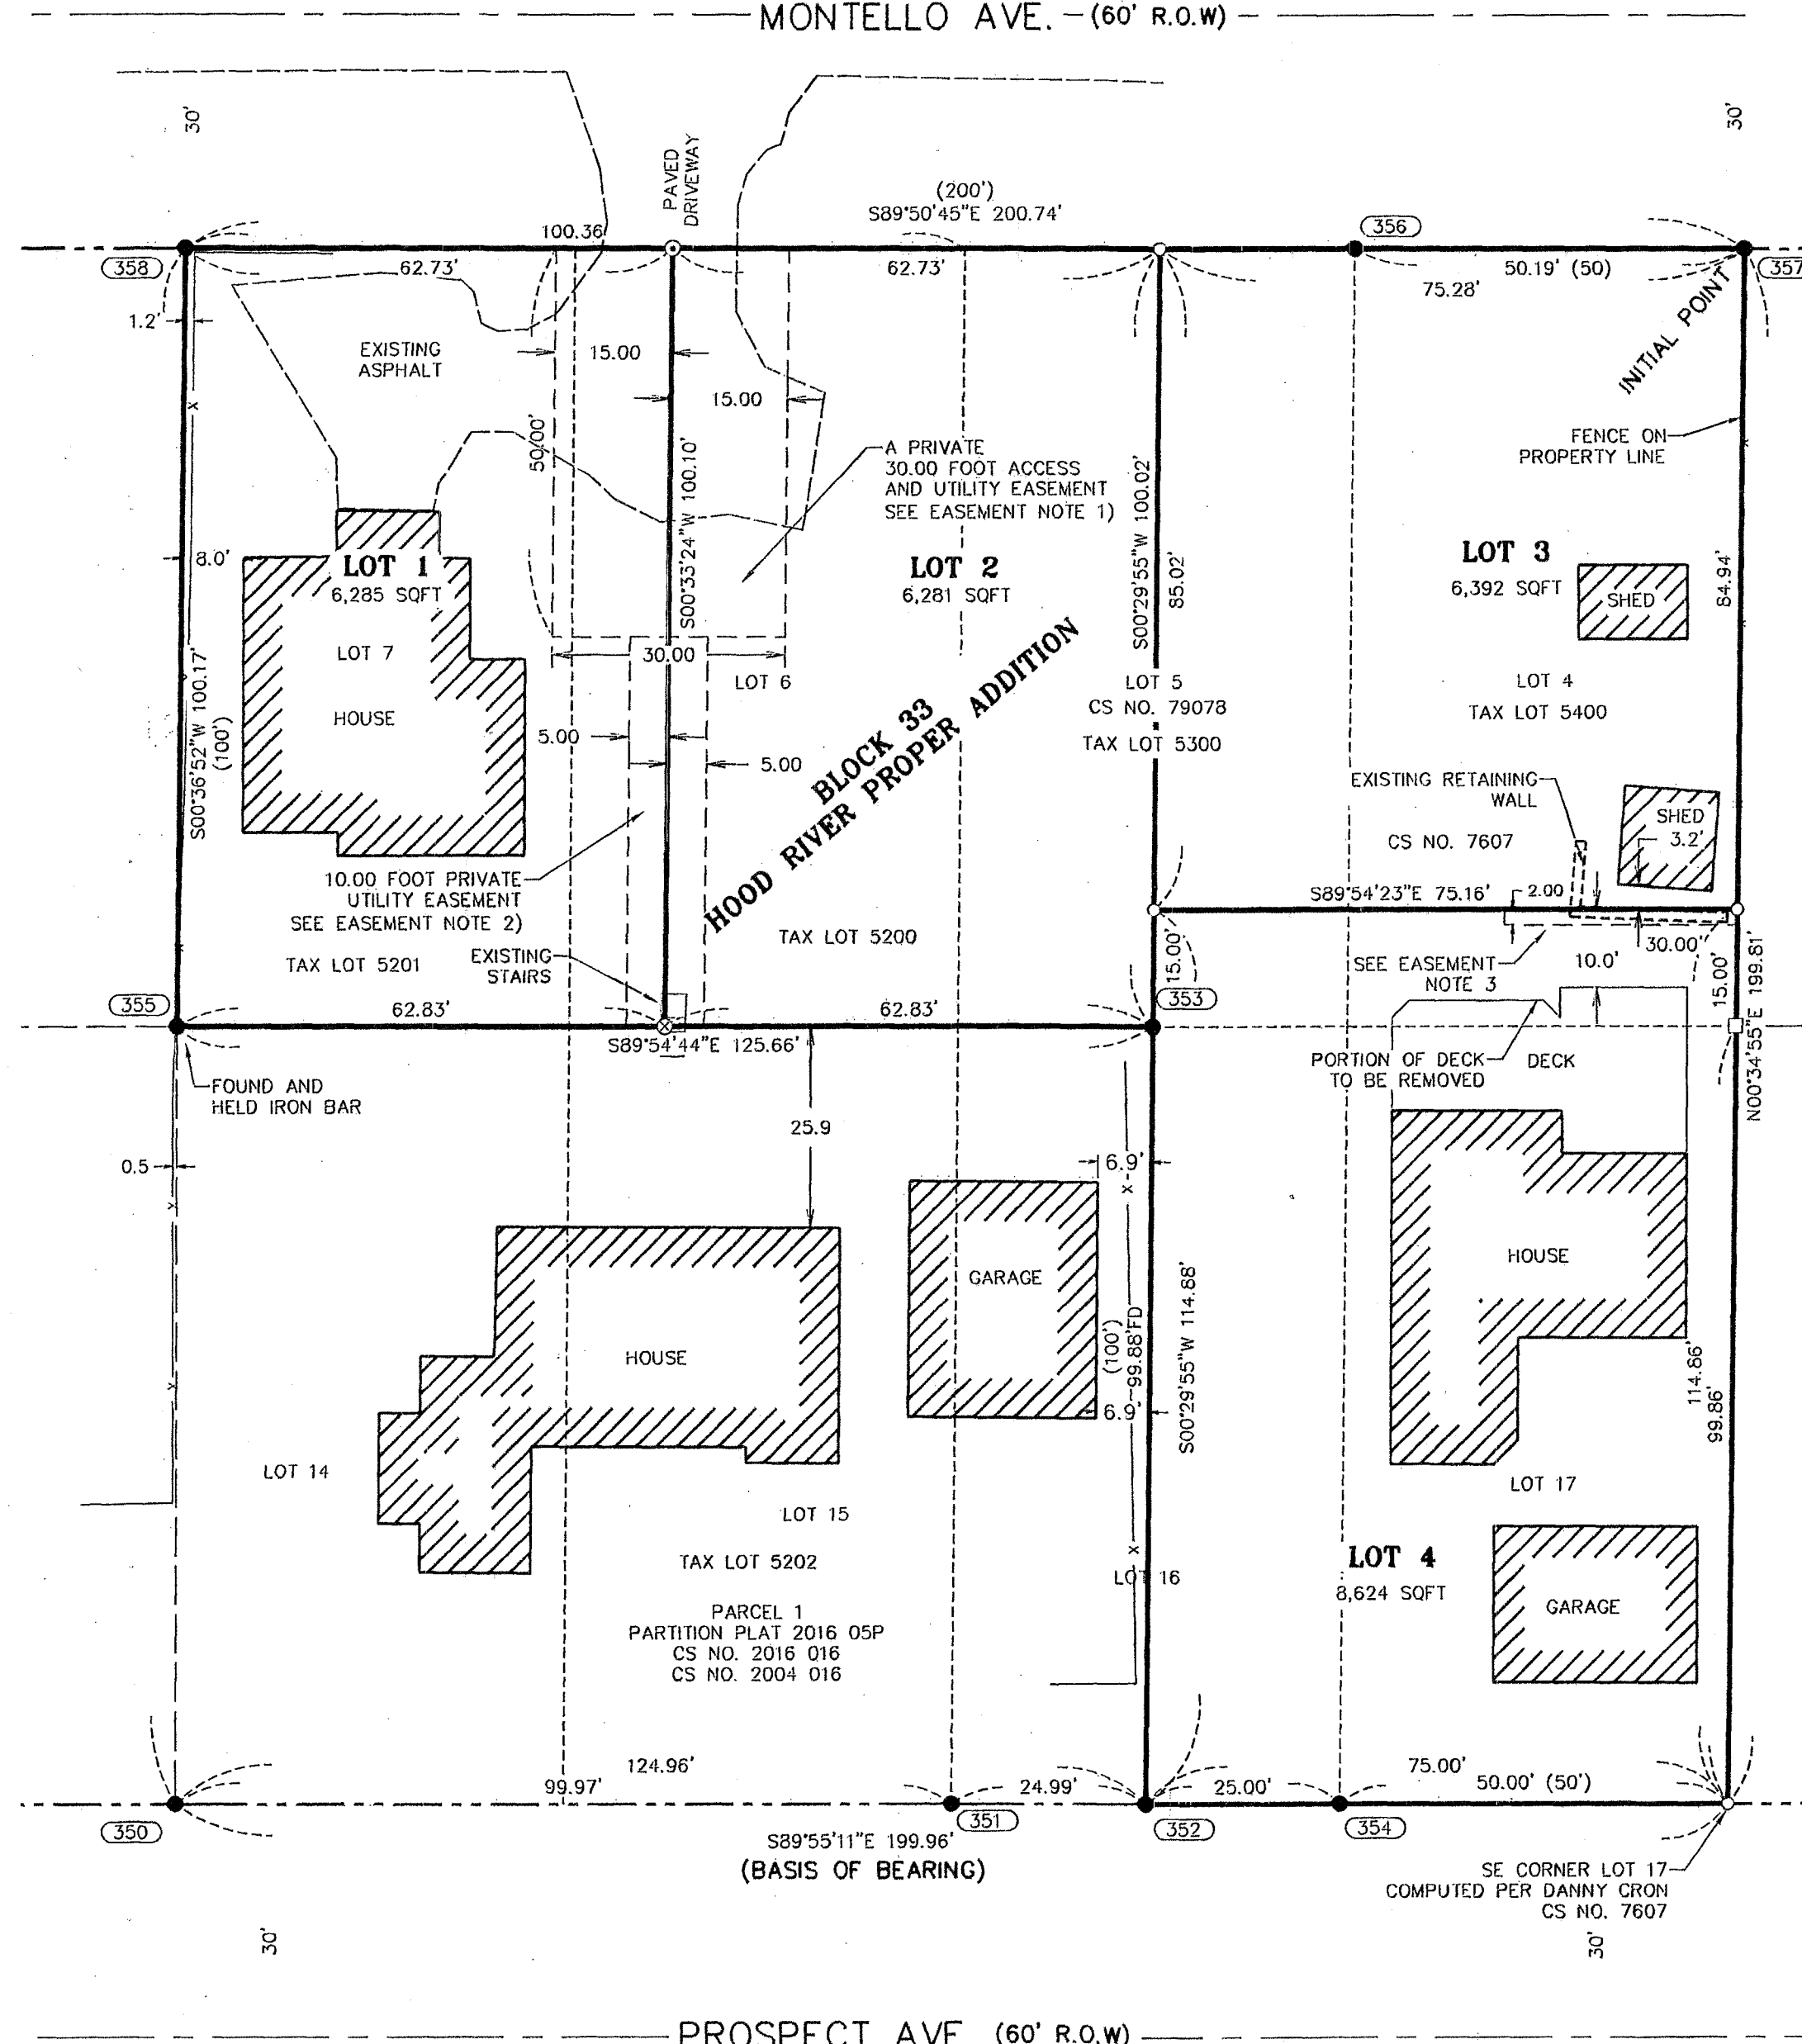 MONTELLO AVE. (60' R.O.W)
30'
30'
PAVED
DRIVEWAY
(200')
S89°50'45"E 200.74'
100.36
356
358
62.73'
62.73'
50.19' (50)
357
75.28'
INITIAL POINT
1.2'
EXISTING
ASPHALT
15.00
15.00
50.00'
S00°33'24"W 100.10'
A PRIVATE
30.00 FOOT ACCESS
AND UTILITY EASEMENT
SEE EASEMENT NOTE 1)
S00°29'55"W 100.02'
85.02'
FENCE ON
PROPERTY LINE
8.0'
LOT 1
6,285 SQFT
LOT 2
6,281 SQFT
LOT 3
6,392 SQFT
SHED
84.94'
LOT 7
HOUSE
30.00
LOT 6
LOT 5
CS NO. 79078
TAX LOT 5300
LOT 4
TAX LOT 5400
S00°36'52"W 100.17'
(100')
5.00
5.00
BLOCK 33
HOOD RIVER PROPER ADDITION
EXISTING RETAINING
WALL
SHED
3.2'
CS NO. 7607
10.00 FOOT PRIVATE
UTILITY EASEMENT
SEE EASEMENT NOTE 2)
S89°54'23"E 75.16'
2.00
TAX LOT 5201
EXISTING
STAIRS
TAX LOT 5200
15.00'
30.00'
SEE EASEMENT
NOTE 3
10.0'
15.00'
N00°34'55"E 199.81'
355
62.83'
62.83'
353
S89°54'44"E 125.66'
PORTION OF DECK
TO BE REMOVED
DECK
FOUND AND
HELD IRON BAR
25.9
0.5
6.9'
x
GARAGE
HOUSE
HOUSE
(100')
99.88'FD
S00°29'55"W 114.88'
6.9'
114.86'
99.86'
LOT 14
LOT 15
LOT 17
TAX LOT 5202
LOT 16
LOT 4
8,624 SQFT
GARAGE
PARCEL 1
PARTITION PLAT 2016 05P
CS NO. 2016 016
CS NO. 2004 016
124.96'
99.97'
24.99'
25.00'
75.00'
50.00' (50')
350
351
352
354
S89°55'11"E 199.96'
(BASIS OF BEARING)
SE CORNER LOT 17
COMPUTED PER DANNY CRON
CS NO. 7607
30'
30'
PROSPECT AVE (60' R.O.W)